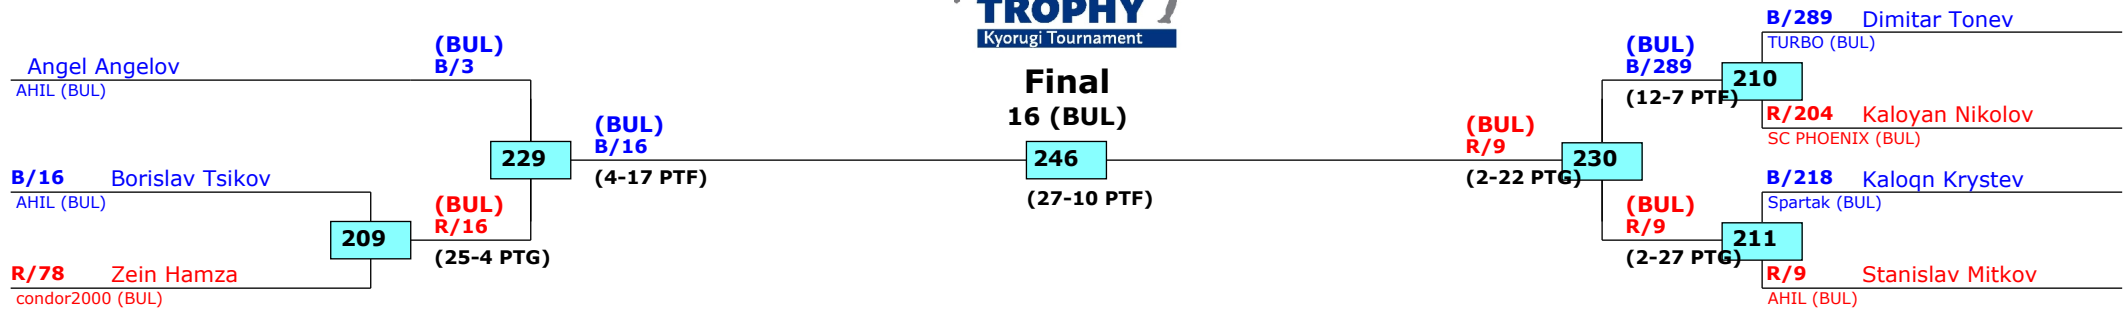 TROPHY
Kyorugi Tournament
Final
16 (BUL)
Angel Angelov
AHIL (BUL)
(BUL)
B/3
B/16 Borislav Tsikov
AHIL (BUL)
209
R/78 Zein Hamza
condor2000 (BUL)
(BUL)
R/16
(25-4 PTG)
229
(BUL)
B/16
(4-17 PTF)
246
(27-10 PTF)
(BUL)
R/9
(2-22 PTG)
230
(BUL)
B/289
(12-7 PTF)
210
B/289 Dimitar Tonev
TURBO (BUL)
R/204 Kaloyan Nikolov
SC PHOENIX (BUL)
(BUL)
R/9
(2-27 PTG)
211
B/218 Kaloqn Krystev
Spartak (BUL)
R/9 Stanislav Mitkov
AHIL (BUL)